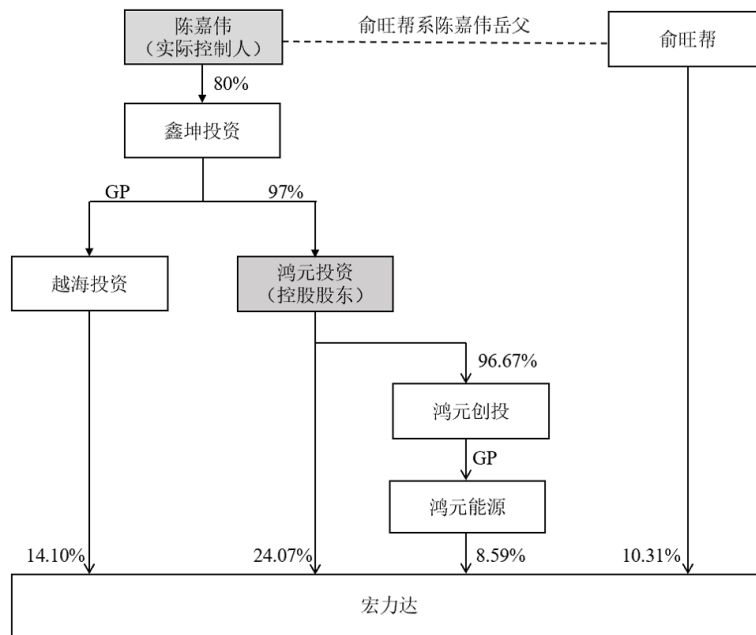 陈嘉伟
（实际控制人）
俞旺帮系陈嘉伟岳父
俞旺帮
80%
鑫坤投资
GP
97%
越海投资
鸿元投资
（控股股东）
96.67%
鸿元创投
GP
鸿元能源
14.10%
24.07%
8.59%
10.31%
宏力达